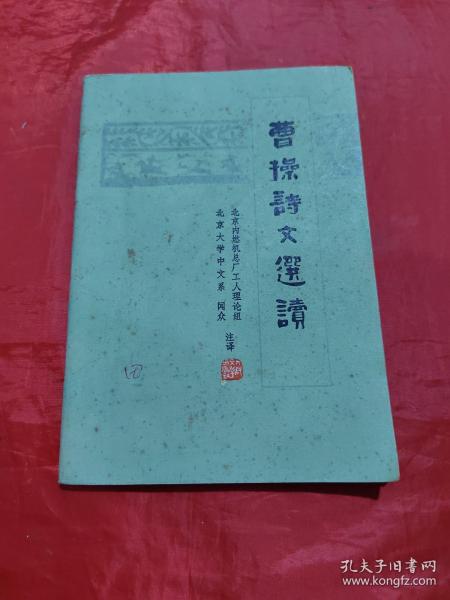 曹操詩文選讀
北京内燃机总厂工人理论组
北京大学中文系 闻众
注译
孔夫子旧书网
www.kongfz.com